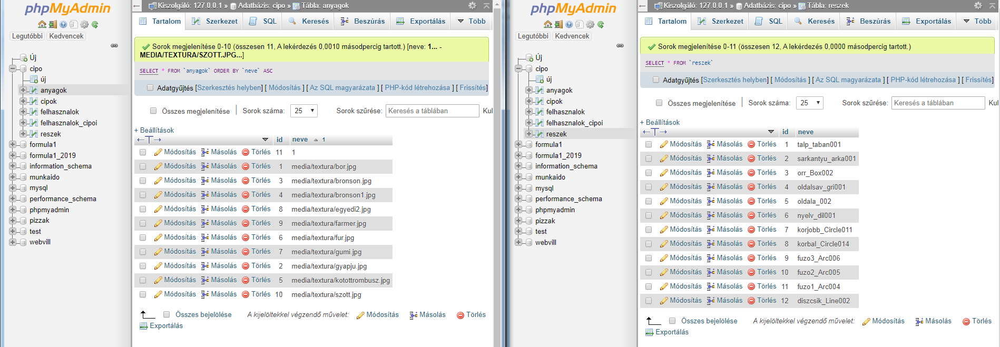 phpMyAdmin
Legutóbbi Kedvencek
Új
cipo
új
anyagok
cipok
felhasznalok
felhasznalok_cipoi
reszek
formula1
formula1_2019
information_schema
munkaido
mysql
performance_schema
phpmyadmin
pizzak
test
webvill
Kiszolgáló: 127.0.0.1 » Adatbázis: cipo » Tábla: anyagok
Tartalom Szerkezet SQL Keresés Beszúrás Exportálás Több
Sorok megjelenítése 0-10 (összesen 11, A lekérdezés 0,0010 másodpercig tartott.) [neve: 1... -
MEDIA/TEXTURA/SZOTT.JPG...]
SELECT * FROM `anyagok` ORDER BY `neve` ASC
Adatgyűjtés [Szerkesztés helyben] [ Módosítás ] [ Az SQL magyarázata ] [ PHP-kód létrehozása ] [ Frissítés]
Összes megjelenítése Sorok száma: 25 Sorok szűrése: Keresés a táblában Kul
+ Beállítások
←T→ id neve 1
Módosítás Másolás Törlés 11 1
Módosítás Másolás Törlés 1 media/textura/bor.jpg
Módosítás Másolás Törlés 3 media/textura/bronson.jpg
Módosítás Másolás Törlés 4 media/textura/bronson1.jpg
Módosítás Másolás Törlés 8 media/textura/egyedi2.jpg
Módosítás Másolás Törlés 9 media/textura/farmer.jpg
Módosítás Másolás Törlés 6 media/textura/fur.jpg
Módosítás Másolás Törlés 7 media/textura/gumi.jpg
Módosítás Másolás Törlés 2 media/textura/gyapju.jpg
Módosítás Másolás Törlés 5 media/textura/kotottrombusz.jpg
Módosítás Másolás Törlés 10 media/textura/szott.jpg
Összes bejelölése A kijelöltekkel végzendő művelet: Módosítás Másolás Törlés
Exportálás
phpMyAdmin
Legutóbbi Kedvencek
Új
cipo
új
anyagok
cipok
felhasznalok
felhasznalok_cipoi
reszek
formula1
formula1_2019
information_schema
munkaido
mysql
performance_schema
phpmyadmin
pizzak
test
webvill
Kiszolgáló: 127.0.0.1 » Adatbázis: cipo » Tábla: reszek
Tartalom Szerkezet SQL Keresés Beszúrás Exportálás Több
Sorok megjelenítése 0-11 (összesen 12, A lekérdezés 0,0000 másodpercig tartott.)
SELECT * FROM `reszek`
Adatgyűjtés [Szerkesztés helyben] [ Módosítás ] [ Az SQL magyarázata ] [ PHP-kód létrehozása ] [ Frissítés]
Összes megjelenítése Sorok száma: 25 Sorok szűrése: Keresés a táblában Kul
+ Beállítások
←T→ id neve
Módosítás Másolás Törlés 1 talp_taban001
Módosítás Másolás Törlés 2 sarkantyu_arka001
Módosítás Másolás Törlés 3 orr_Box002
Módosítás Másolás Törlés 4 oldalsav_gri001
Módosítás Másolás Törlés 5 oldala_002
Módosítás Másolás Törlés 6 nyelv_dil001
Módosítás Másolás Törlés 7 korjobb_Circle011
Módosítás Másolás Törlés 8 korbal_Circle014
Módosítás Másolás Törlés 9 fuzo3_Arc006
Módosítás Másolás Törlés 10 fuzo2_Arc005
Módosítás Másolás Törlés 11 fuzo1_Arc004
Módosítás Másolás Törlés 12 diszcsik_Line002
Összes bejelölése A kijelöltekkel végzendő művelet: Módosítás Másolás Törlés
Exportálás